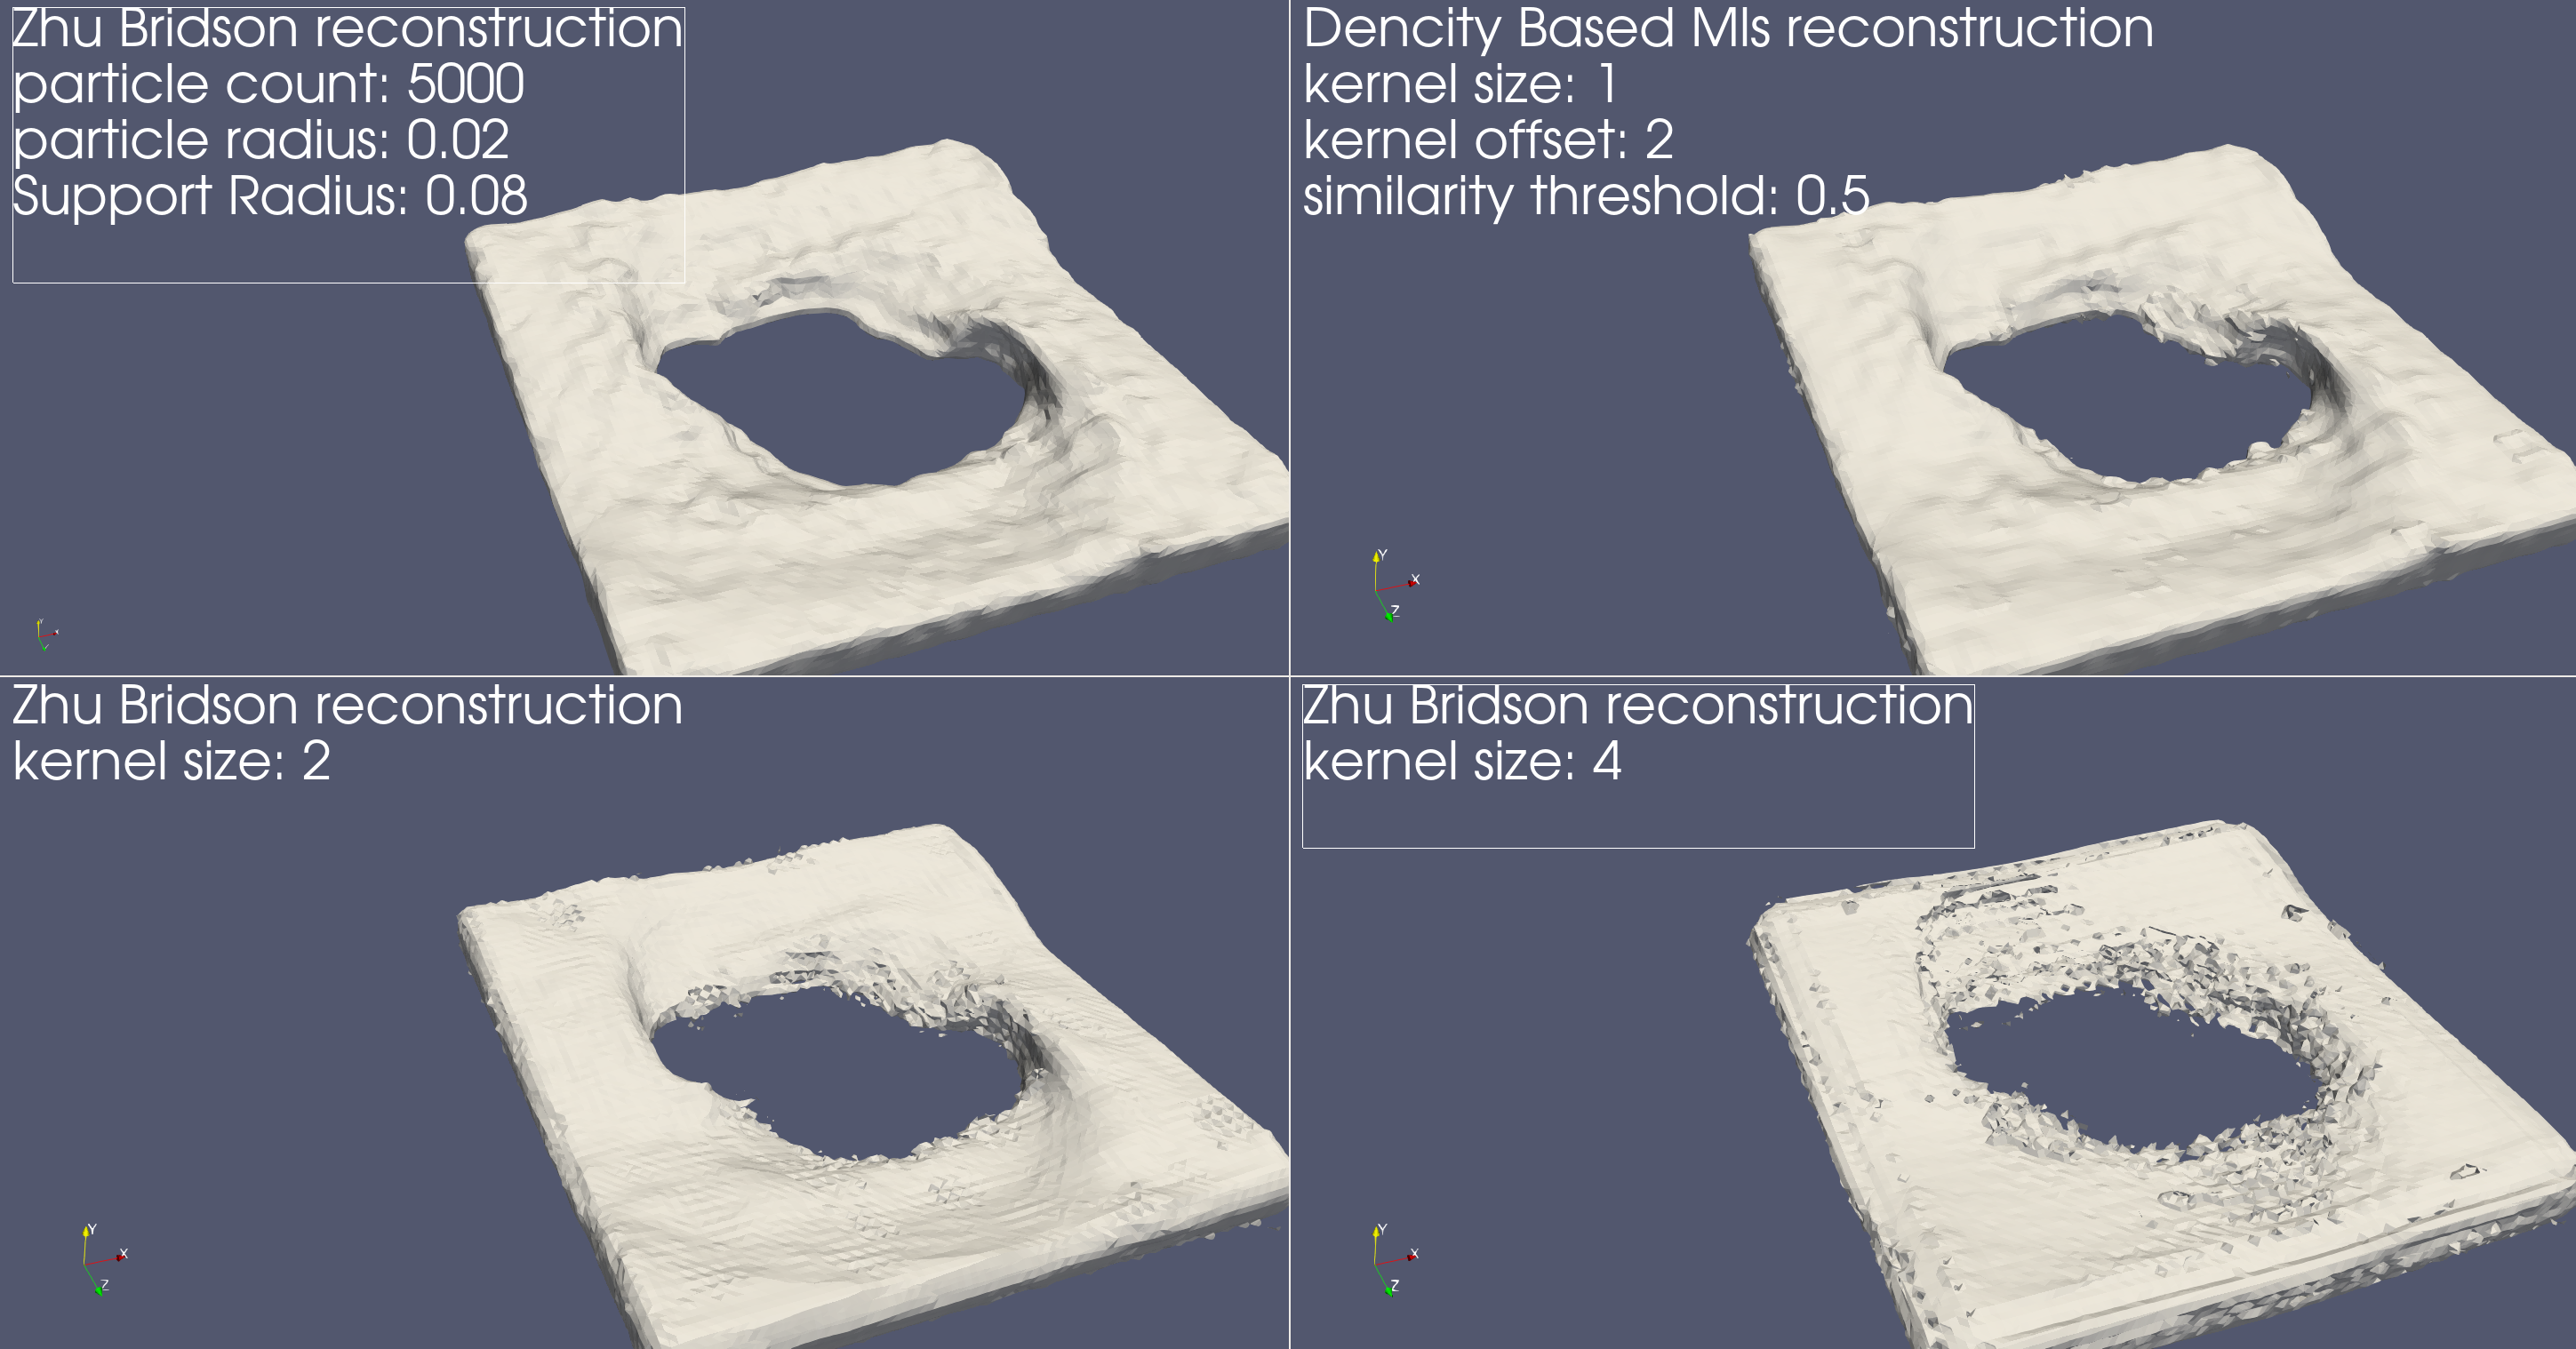 Zhu Bridson reconstruction
particle count: 5000
particle radius: 0.02
Support Radius: 0.08
Dencity Based Mls reconstruction
kernel size: 1
kernel offset: 2
similarity threshold: 0.5
Y
X
Y
X
Z
Zhu Bridson reconstruction
kernel size: 2
Y
X
Z
Zhu Bridson reconstruction
kernel size: 4
Y
X
Z